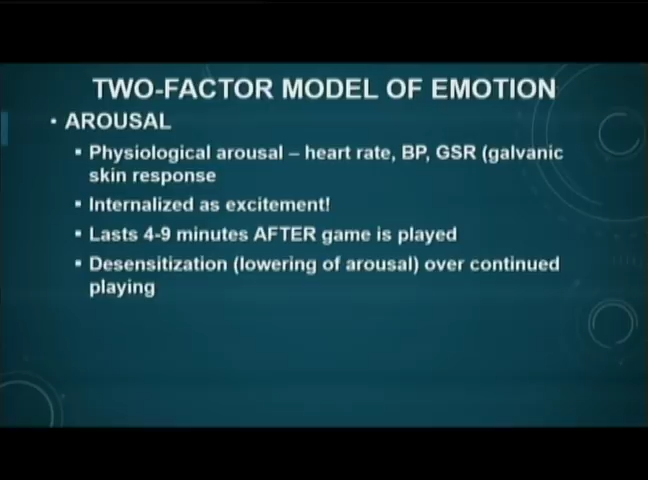 TWO-FACTOR MODEL OF EMOTION
• AROUSAL
▪ Physiological arousal – heart rate, BP, GSR (galvanic
skin response
▪ Internalized as excitement!
▪ Lasts 4-9 minutes AFTER game is played
▪ Desensitization (lowering of arousal) over continued
playing